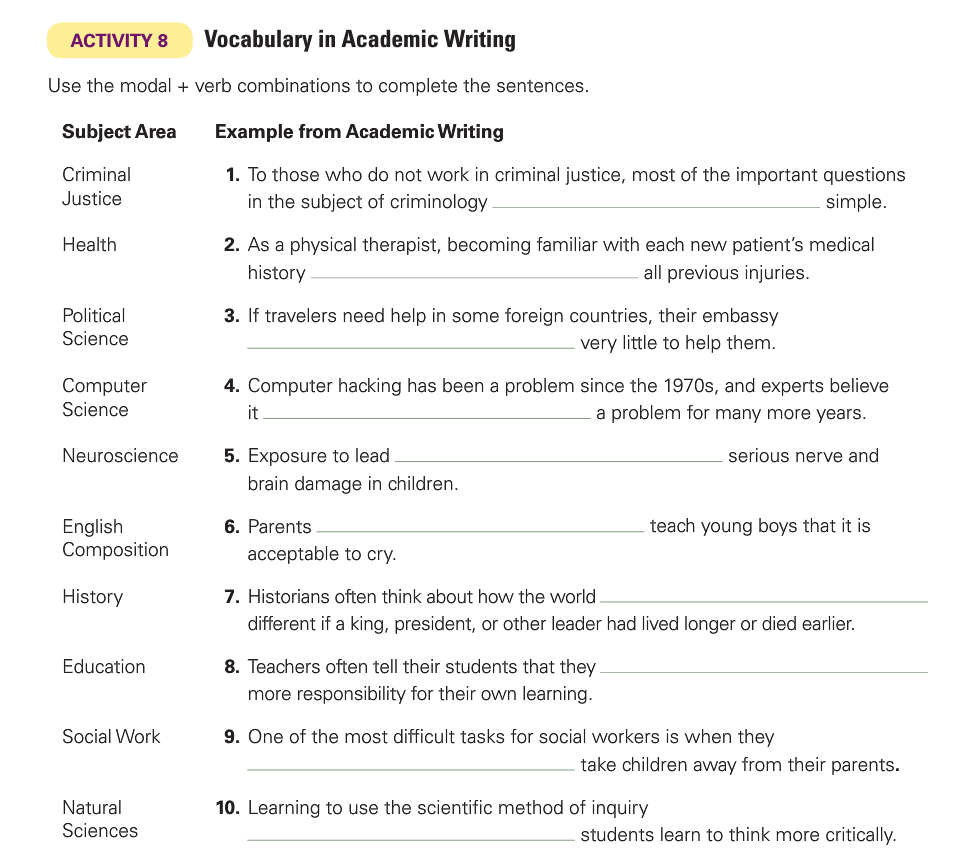 ACTIVITY 8 Vocabulary in Academic Writing
Use the modal + verb combinations to complete the sentences.
Subject Area Example from Academic Writing
Criminal Justice 1. To those who do not work in criminal justice, most of the important questions
in the subject of criminology ______ simple.
Health 2. As a physical therapist, becoming familiar with each new patient's medical
history ______ all previous injuries.
Political Science 3. If travelers need help in some foreign countries, their embassy
______ very little to help them.
Computer Science 4. Computer hacking has been a problem since the 1970s, and experts believe
it ______ a problem for many more years.
Neuroscience 5. Exposure to lead ______ serious nerve and
brain damage in children.
English Composition 6. Parents ______ teach young boys that it is
acceptable to cry.
History 7. Historians often think about how the world ______
different if a king, president, or other leader had lived longer or died earlier.
Education 8. Teachers often tell their students that they ______
more responsibility for their own learning.
Social Work 9. One of the most difficult tasks for social workers is when they
______ take children away from their parents.
Natural Sciences 10. Learning to use the scientific method of inquiry
______ students learn to think more critically.